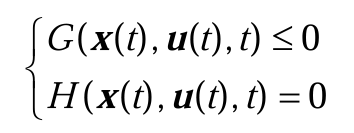 G(x(t), u(t), t) ≤ 0
H(x(t), u(t), t) = 0